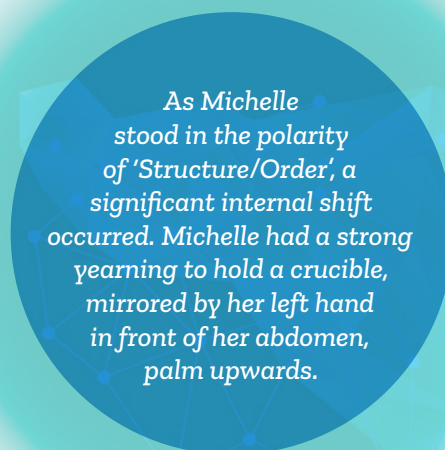 As Michelle
stood in the polarity
of ‘Structure/Order’, a
significant internal shift
occurred. Michelle had a strong
yearning to hold a crucible,
mirrored by her left hand
in front of her abdomen,
palm upwards.